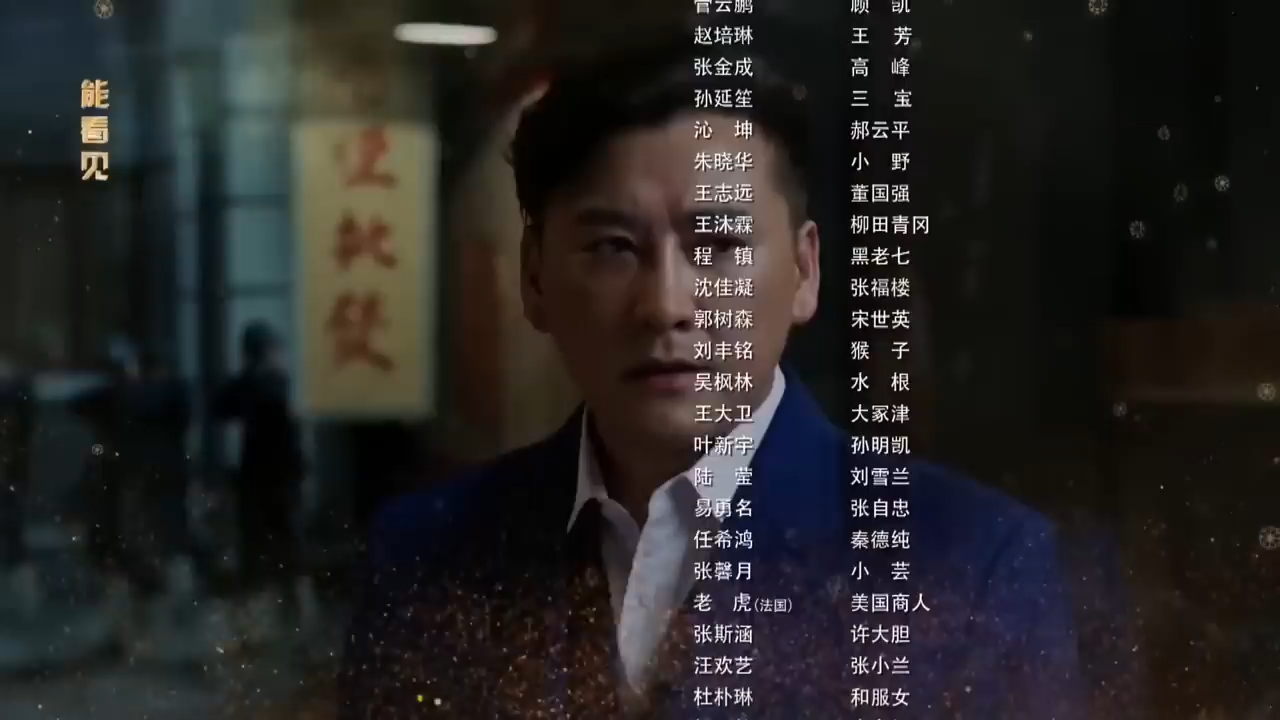 能看见
管云鹏 顾凯
赵培琳 王芳
张金成 高峰
孙延笙 三宝
沁坤 郝云平
朱晓华 小野
王志远 董国强
王沐霖 柳田青冈
程镇 黑老七
沈佳凝 张福楼
郭树森 宋世英
刘丰铭 猴子
吴枫林 水根
王大卫 大冢津
叶新宇 孙明凯
陆莹 刘雪兰
易勇名 张自忠
任希鸿 秦德纯
张馨月 小芸
老虎(法国) 美国商人
张斯涵 许大胆
汪欢艺 张小兰
杜朴琳 和服女